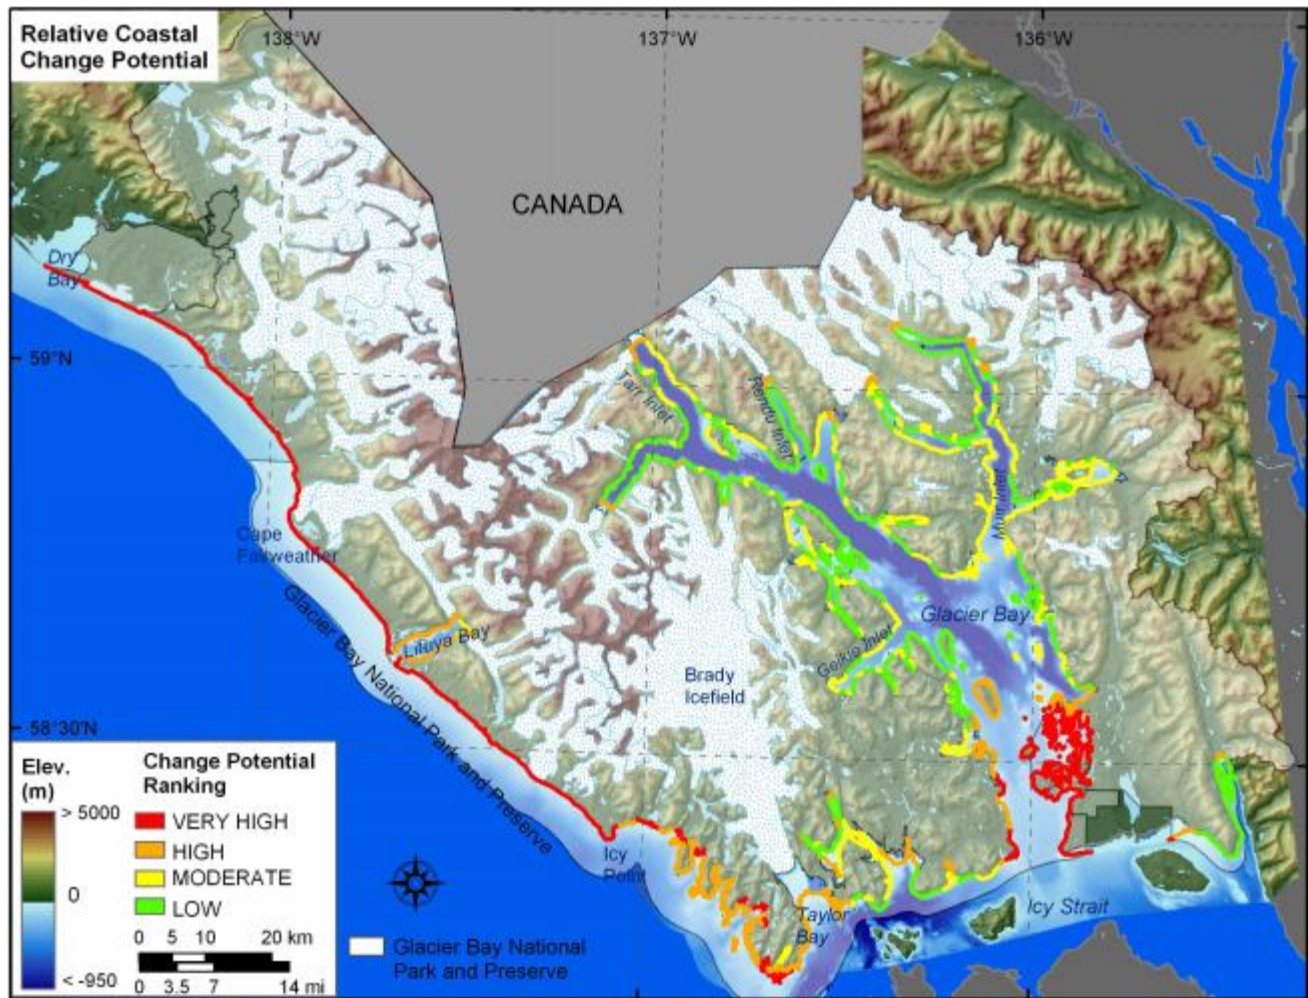 Relative Coastal
Change Potential
138°W
137°W
136°W
CANADA
Dry
Bay
59°N
Tarr Inlet
Rendu Inlet
Muir Inlet
Cape
Fairweather
Glacier Bay
Lituya Bay
Geikie Inlet
Brady
Icefield
58°30'N
Glacier Bay National Park and Preserve
Icy
Point
Taylor
Bay
Icy Strait
Elev.
(m)
> 5000
0
< -950
Change Potential
Ranking
VERY HIGH
HIGH
MODERATE
LOW
0 5 10 20 km
0 3.5 7 14 mi
Glacier Bay National
Park and Preserve